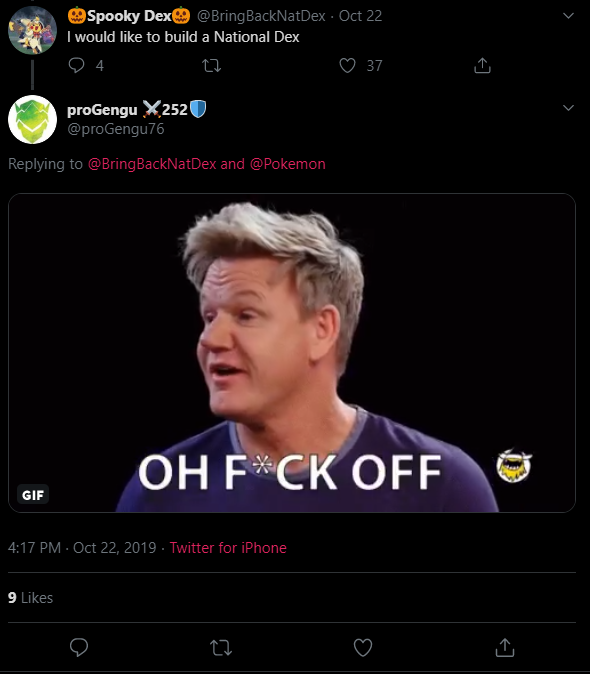 🎃Spooky Dex🎃 @BringBackNatDex · Oct 22
I would like to build a National Dex
4 37
proGengu ⚔252🛡
@proGengu76
Replying to @BringBackNatDex and @Pokemon
OH F*CK OFF
GIF
4:17 PM · Oct 22, 2019 · Twitter for iPhone
9 Likes